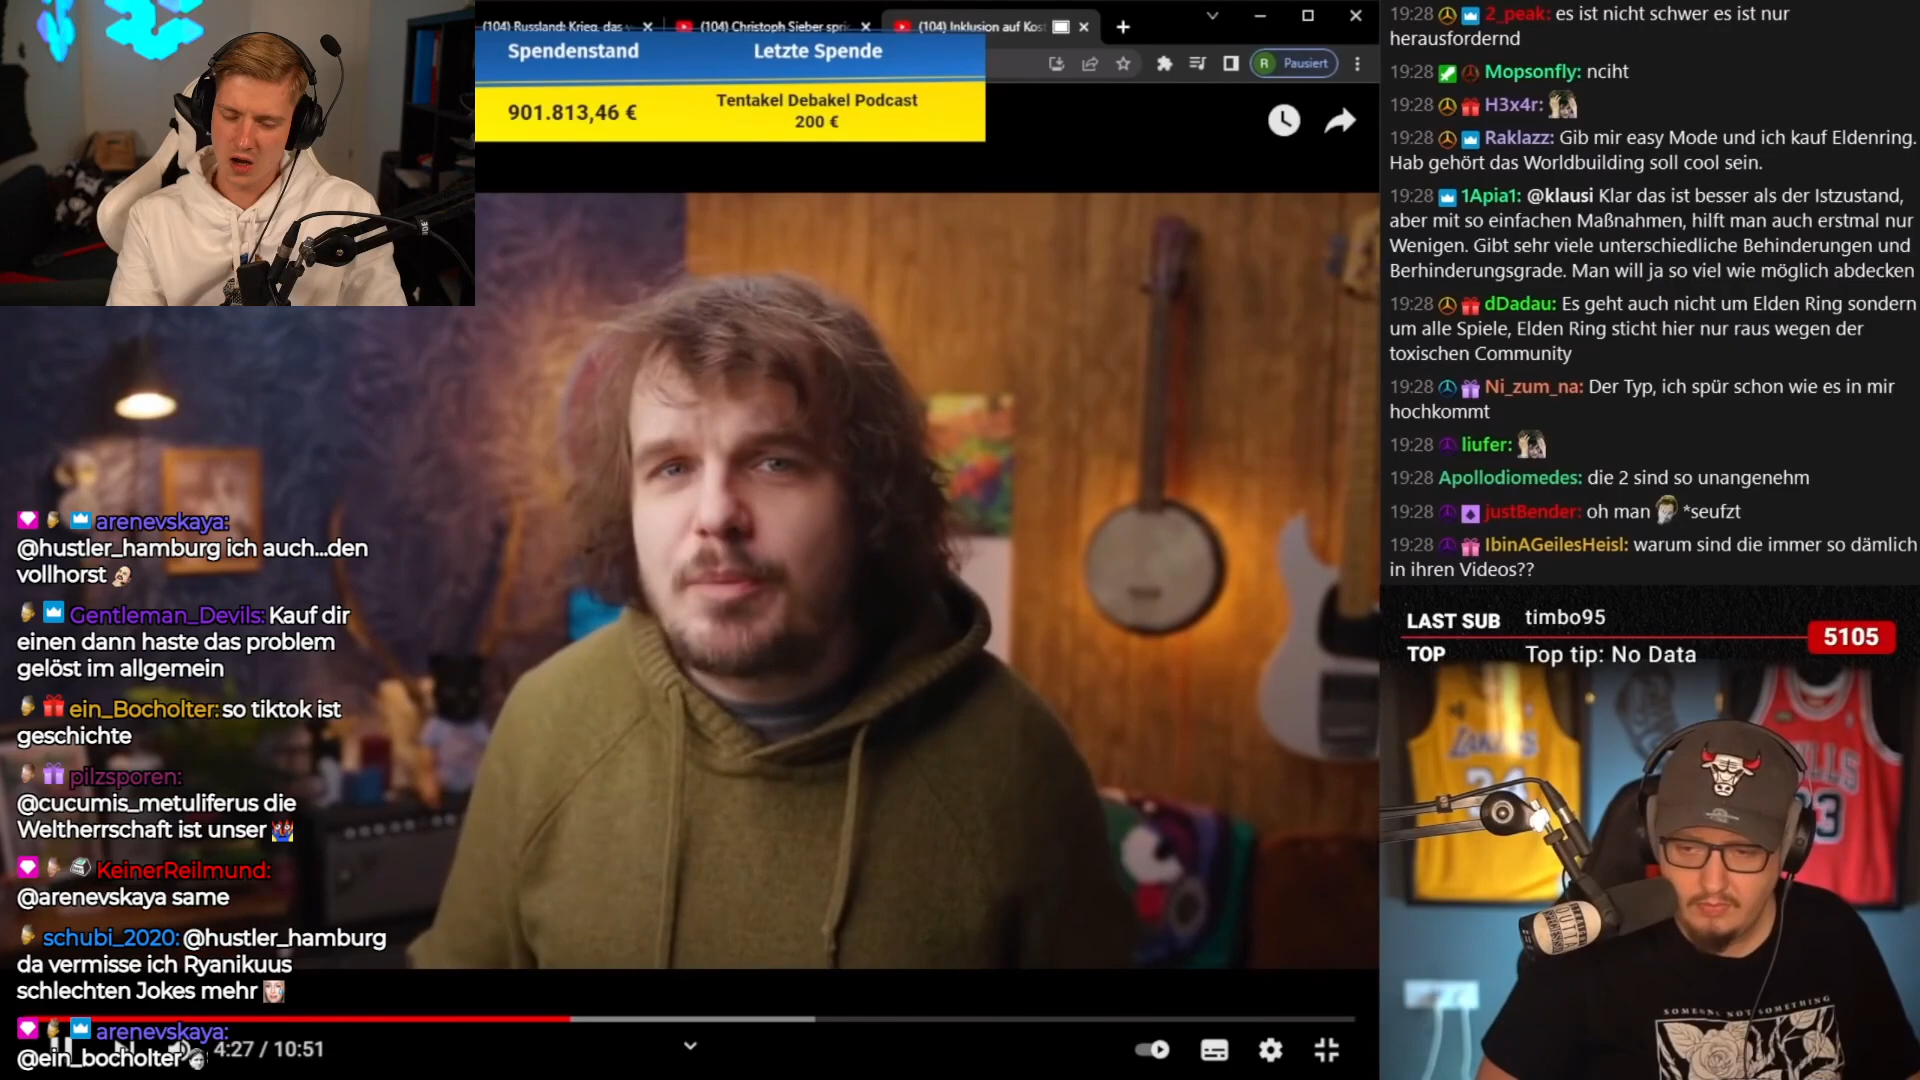 (104) Russland: Krieg, das
(104) Christoph Sieber spri
(104) Inklusion auf Kos
Spendenstand
Letzte Spende
901.813,46 €
Tentakel Debakel Podcast
200 €
R Pausiert
arenevskaya:
@hustler_hamburg ich auch...den
vollhorst
Gentleman_Devils: Kauf dir
einen dann haste das problem
gelöst im allgemein
ein_Bocholter: so tiktok ist
geschichte
pilzsporen:
@cucumis_metuliferus die
Weltherrschaft ist unser
KeinerReilmund:
@arenevskaya same
schubi_2020: @hustler_hamburg
da vermisse ich Ryanikuus
schlechten Jokes mehr
arenevskaya:
@ein_bocholter
4:27 / 10:51
19:28 2_peak: es ist nicht schwer es ist nur
herausfordernd
19:28 Mopsonfly: nciht
19:28 H3x4r:
19:28 Raklazz: Gib mir easy Mode und ich kauf Eldenring.
Hab gehört das Worldbuilding soll cool sein.
19:28 1Apia1: @klausi Klar das ist besser als der Istzustand,
aber mit so einfachen Maßnahmen, hilft man auch erstmal nur
Wenigen. Gibt sehr viele unterschiedliche Behinderungen und
Berhinderungsgrade. Man will ja so viel wie möglich abdecken
19:28 dDadau: Es geht auch nicht um Elden Ring sondern
um alle Spiele, Elden Ring sticht hier nur raus wegen der
toxischen Community
19:28 Ni_zum_na: Der Typ, ich spür schon wie es in mir
hochkommt
19:28 liufer:
19:28 Apollodiomedes: die 2 sind so unangenehm
19:28 justBender: oh man *seufzt
19:28 IbinAGeilesHeisl: warum sind die immer so dämlich
in ihren Videos??
LAST SUB timbo95
5105
TOP Top tip: No Data
LAKERS
BULLS
SOMEONE NOT SOMETHING